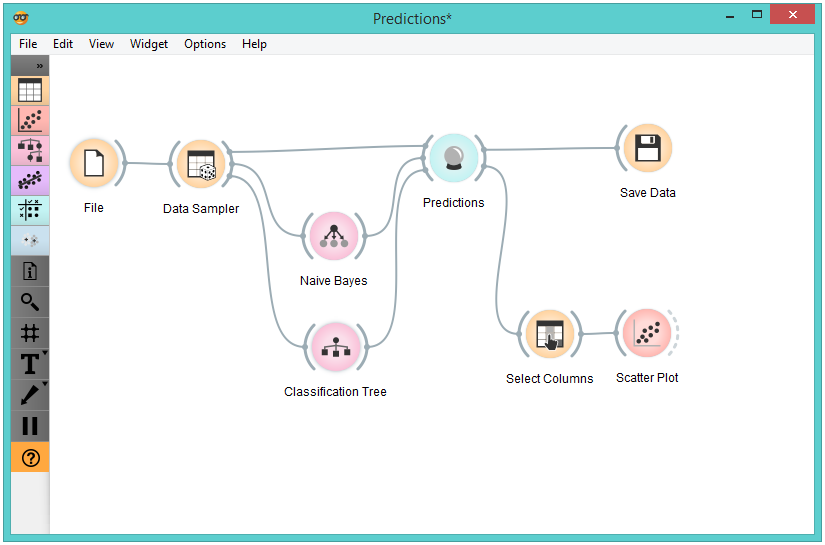 Predictions*
File Edit View Widget Options Help
»
File
Data Sampler
Naive Bayes
Classification Tree
Predictions
Save Data
Select Columns
Scatter Plot
T
?